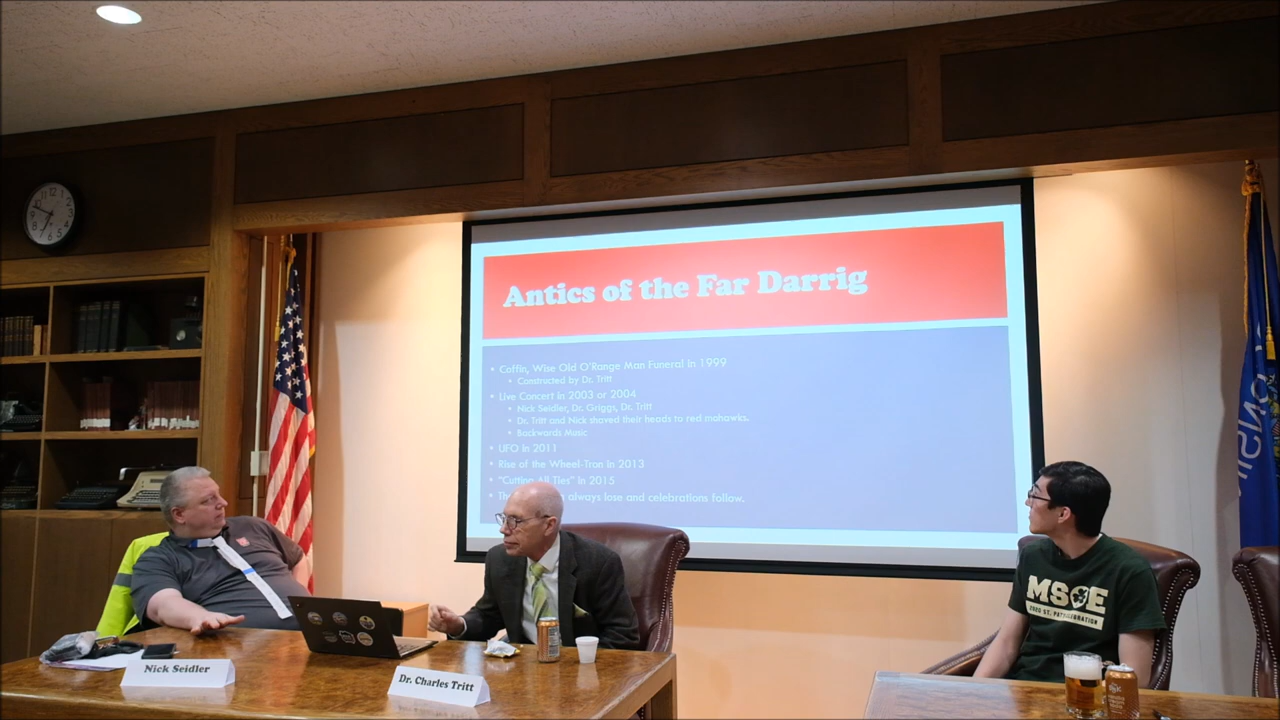 Antics of the Far Darrig
Coffin, Wise Old O'Range Man Funeral in 1999
Constructed by Dr. Tritt
Live Concert in 2003 or 2004
Nick Seidler, Dr. Griggs, Dr. Tritt
Dr. Tritt and Nick shaved their heads to red mohawks.
Backwards Music
UFO in 2011
Rise of the Wheel-Tron in 2013
"Cutting All Ties" in 2015
always lose and celebrations follow.
Nick Seidler
Dr. Charles Tritt
MSOE